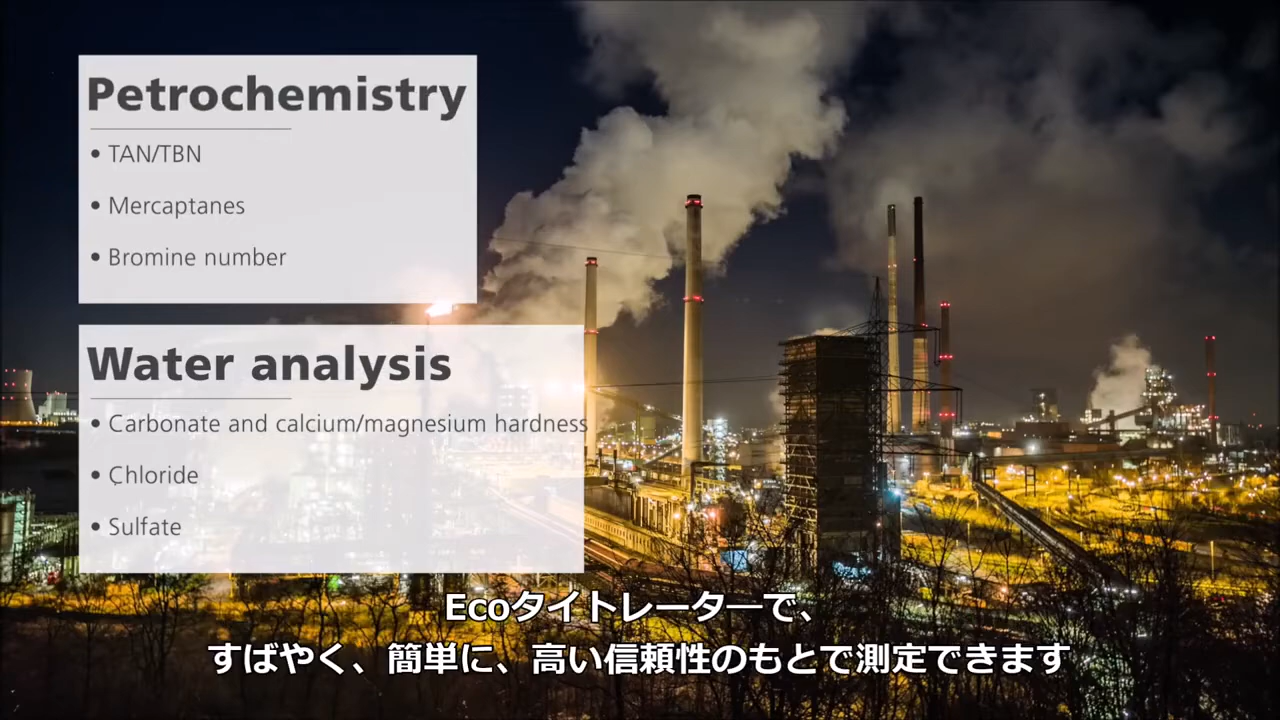 Petrochemistry
• TAN/TBN
• Mercaptanes
• Bromine number
Water analysis
• Carbonate and calcium/magnesium hardness
• Chloride
• Sulfate
Ecoタイトレーターで、
すばやく、簡単に、高い信頼性のもとで測定できます